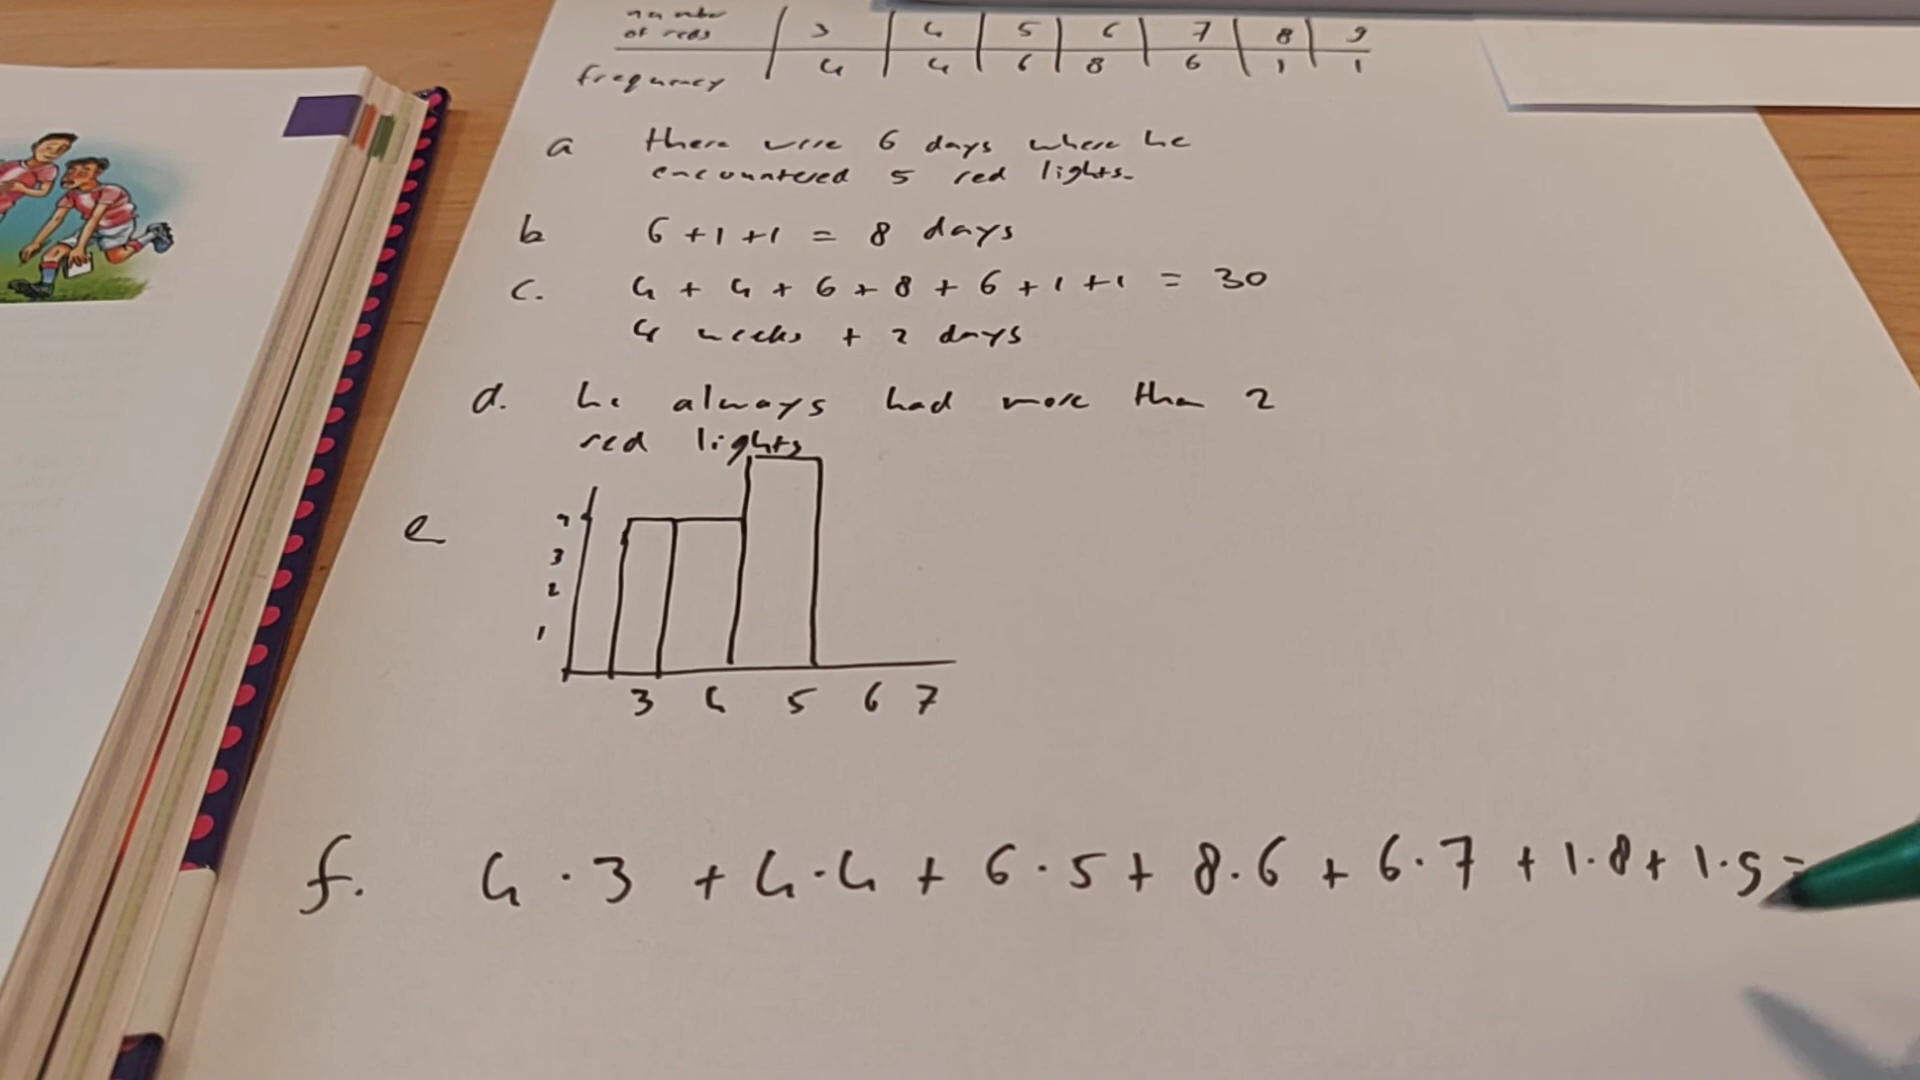 number
of reds | 3 | 4 | 5 | 6 | 7 | 8 | 9
frequency | 4 | 4 | 6 | 8 | 6 | 1 | 1
a there were 6 days where he
encountered 5 red lights.
b 6 + 1 + 1 = 8 days
c. 4 + 4 + 6 + 8 + 6 + 1 + 1 = 30
4 weeks + 2 days
d. he always had more than 2
red lights
e
4
3
2
1
3 4 5 6 7
f. 4 · 3 + 4 · 4 + 6 · 5 + 8 · 6 + 6 · 7 + 1 · 8 + 1 · 9 =